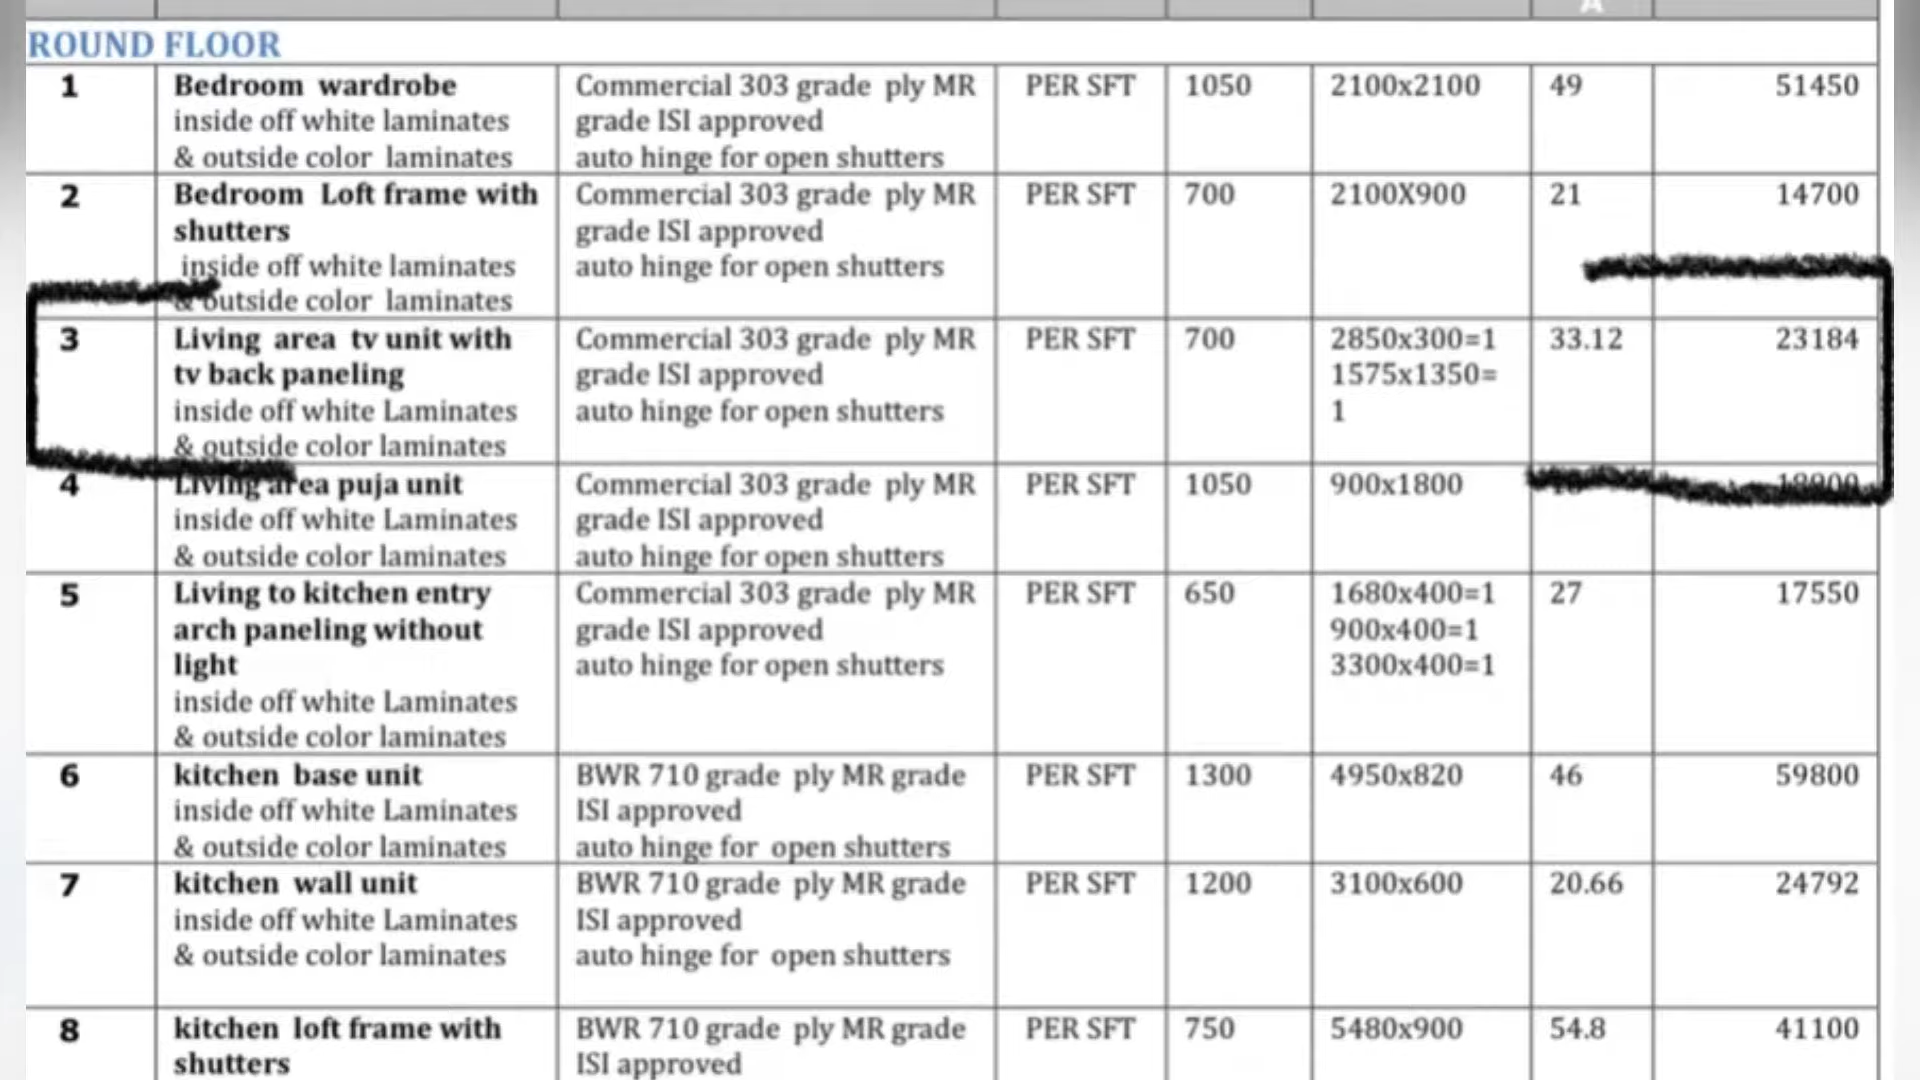 ROUND FLOOR
1
Bedroom wardrobe
inside off white laminates
& outside color laminates
Commercial 303 grade ply MR
grade ISI approved
auto hinge for open shutters
PER SFT
1050
2100x2100
49
51450
2
Bedroom Loft frame with
shutters
inside off white laminates
& outside color laminates
Commercial 303 grade ply MR
grade ISI approved
auto hinge for open shutters
PER SFT
700
2100X900
21
14700
3
Living area tv unit with
tv back paneling
inside off white Laminates
& outside color laminates
Commercial 303 grade ply MR
grade ISI approved
auto hinge for open shutters
PER SFT
700
2850x300=1
1575x1350=
1
33.12
23184
4
Living area puja unit
inside off white Laminates
& outside color laminates
Commercial 303 grade ply MR
grade ISI approved
auto hinge for open shutters
PER SFT
1050
900x1800
5
Living to kitchen entry
arch paneling without
light
inside off white Laminates
& outside color laminates
Commercial 303 grade ply MR
grade ISI approved
auto hinge for open shutters
PER SFT
650
1680x400=1
900x400=1
3300x400=1
27
17550
6
kitchen base unit
inside off white Laminates
& outside color laminates
BWR 710 grade ply MR grade
ISI approved
auto hinge for open shutters
PER SFT
1300
4950x820
46
59800
7
kitchen wall unit
inside off white Laminates
& outside color laminates
BWR 710 grade ply MR grade
ISI approved
auto hinge for open shutters
PER SFT
1200
3100x600
20.66
24792
8
kitchen loft frame with
shutters
BWR 710 grade ply MR grade
ISI approved
PER SFT
750
5480x900
54.8
41100